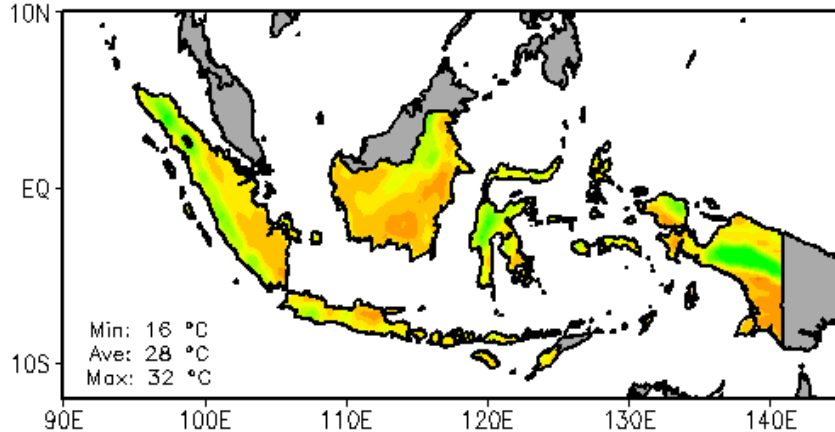 10N
EQ
10S
Min: 16 °C
Ave: 28 °C
Max: 32 °C
90E 100E 110E 120E 130E 140E